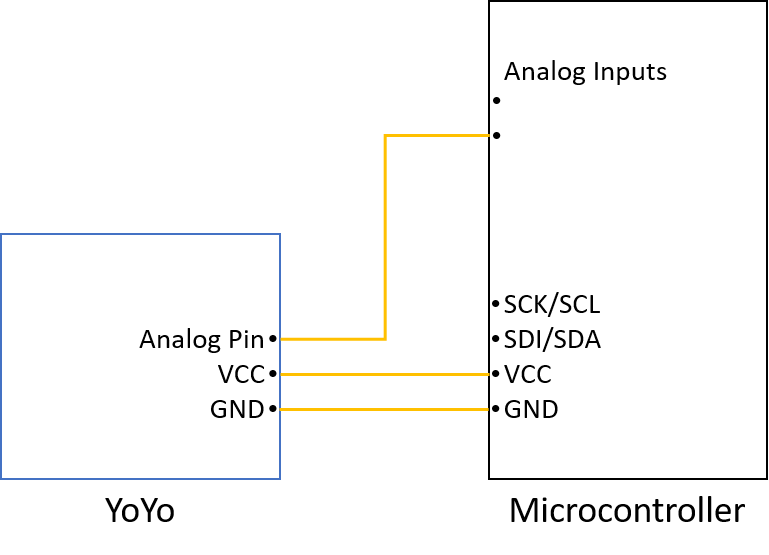 Analog Inputs
SCK/SCL
Analog Pin
SDI/SDA
VCC
VCC
GND
GND
YoYo
Microcontroller